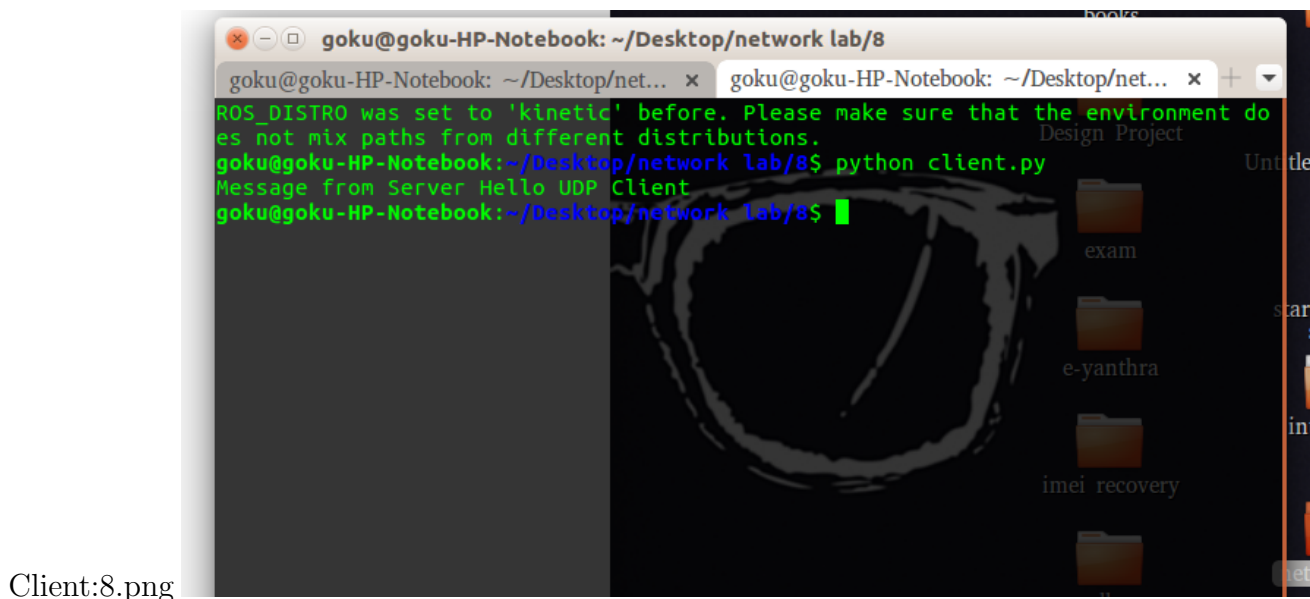 books
goku@goku-HP-Notebook: ~/Desktop/network lab/8
goku@goku-HP-Notebook: ~/Desktop/net... × goku@goku-HP-Notebook: ~/Desktop/net... ×
ROS_DISTRO was set to 'kinetic' before. Please make sure that the environment do
es not mix paths from different distributions.
goku@goku-HP-Notebook:~/Desktop/network lab/8$ python client.py
Message from Server Hello UDP Client
goku@goku-HP-Notebook:~/Desktop/network lab/8$
Design Project
exam
e-yanthra
imei recovery
Client:8.png